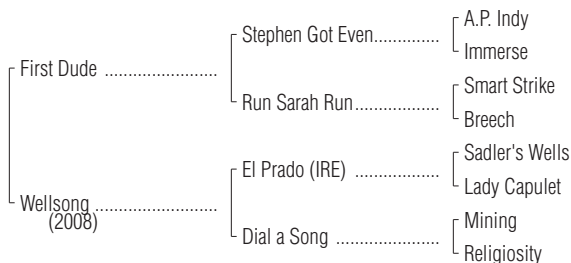 A.P. Indy
Stephen Got Even...............
Immerse
First Dude .........................
Smart Strike
Run Sarah Run...................
Breech
Sadler's Wells
El Prado (IRE) ...................
Lady Capulet
Wellsong ...........................
(2008)
Mining
Dial a Song .......................
Religiosity